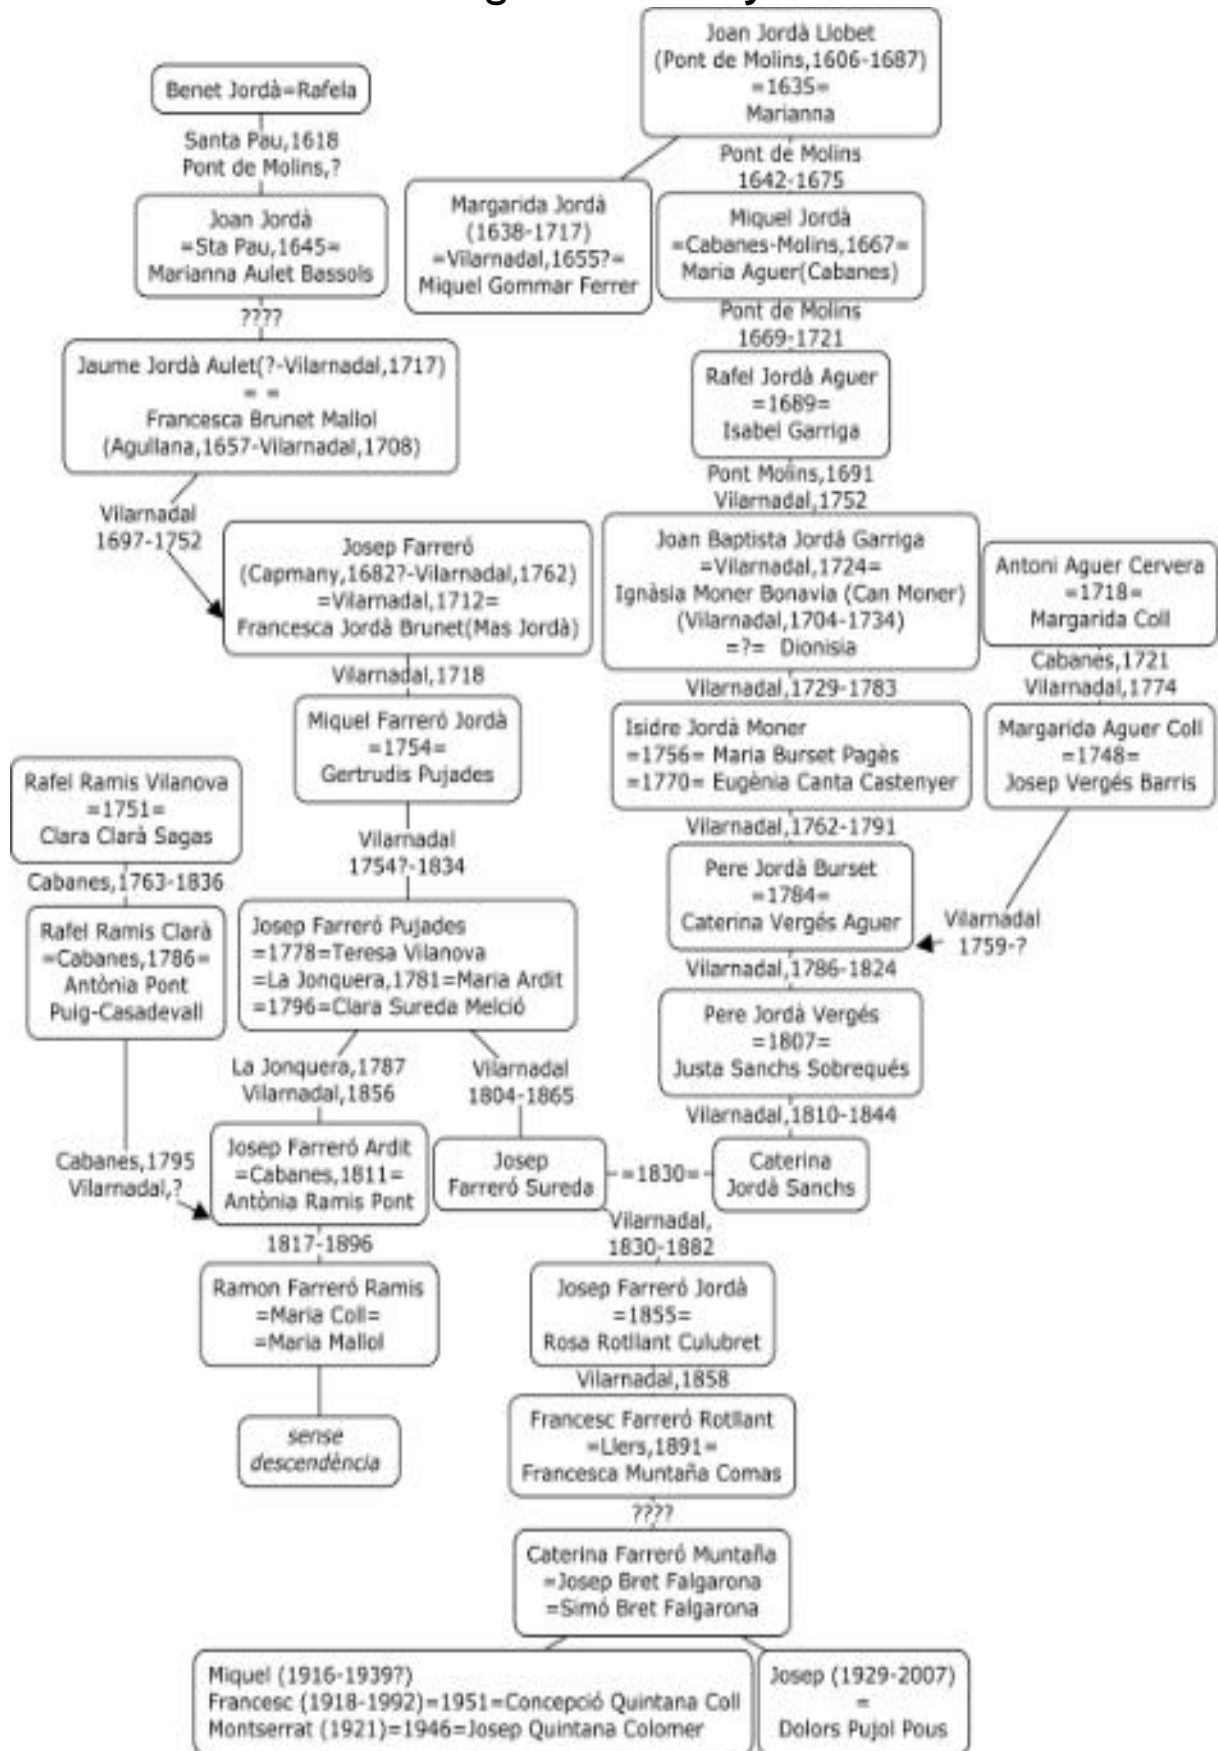 Joan Jordà Llobet
(Pont de Molins,1606-1687)
=1635=
Marianna
Benet Jordà=Rafela
Santa Pau,1618
Pont de Molins,?
Pont de Molins
1642-1675
Joan Jordà
=Sta Pau,1645=
Marianna Aulet Bassols
Margarida Jordà
(1638-1717)
=Vilarnadal,1655?=
Miquel Gommar Ferrer
Miquel Jordà
=Cabanes-Molins,1667=
Maria Aguer(Cabanes)
????
Pont de Molins
1669-1721
Jaume Jordà Aulet(?-Vilarnadal,1717)
= =
Francesca Brunet Mallol
(Agullana,1657-Vilarnadal,1708)
Rafel Jordà Aguer
=1689=
Isabel Garriga
Pont Molins,1691
Vilarnadal,1752
Vilarnadal
1697-1752
Josep Farreró
(Capmany,1682?-Vilarnadal,1762)
=Vilarnadal,1712=
Francesca Jordà Brunet(Mas Jordà)
Joan Baptista Jordà Garriga
=Vilarnadal,1724=
Ignàsia Moner Bonavia (Can Moner)
(Vilarnadal,1704-1734)
=?= Dionisia
Antoni Aguer Cervera
=1718=
Margarida Coll
Vilarnadal,1718
Vilarnadal,1729-1783
Cabanes,1721
Vilarnadal,1774
Miquel Farreró Jordà
=1754=
Gertrudis Pujades
Isidre Jordà Moner
=1756= Maria Burset Pagès
=1770= Eugènia Canta Castenyer
Margarida Aguer Coll
=1748=
Josep Vergés Barris
Rafel Ramis Vilanova
=1751=
Clara Clarà Sagas
Vilarnadal
1754?-1834
Vilarnadal,1762-1791
Cabanes,1763-1836
Pere Jordà Burset
=1784=
Caterina Vergés Aguer
Vilarnadal
1759-?
Rafel Ramis Clarà
=Cabanes,1786=
Antònia Pont
Puig-Casadevall
Josep Farreró Pujades
=1778=Teresa Vilanova
=La Jonquera,1781=Maria Ardit
=1796=Clara Sureda Melció
Vilarnadal,1786-1824
Pere Jordà Vergés
=1807=
Justa Sanchs Sobrequés
La Jonquera,1787
Vilarnadal,1856
Vilarnadal
1804-1865
Vilarnadal,1810-1844
Cabanes,1795
Vilarnadal,?
Josep Farreró Ardit
=Cabanes,1811=
Antònia Ramis Pont
Josep
Farreró Sureda
=1830=
Caterina
Jordà Sanchs
1817-1896
Vilarnadal,
1830-1882
Ramon Farreró Ramis
=Maria Coll=
=Maria Mallol
Josep Farreró Jordà
=1855=
Rosa Rotllant Culubret
Vilarnadal,1858
sense
descendència
Francesc Farreró Rotllant
=Llers,1891=
Francesca Muntaña Comas
????
Caterina Farreró Muntaña
=Josep Bret Falgarona
=Simó Bret Falgarona
Miquel (1916-1939?)
Francesc (1918-1992)=1951=Concepció Quintana Coll
Montserrat (1921)=1946=Josep Quintana Colomer
Josep (1929-2007)
=
Dolors Pujol Pous